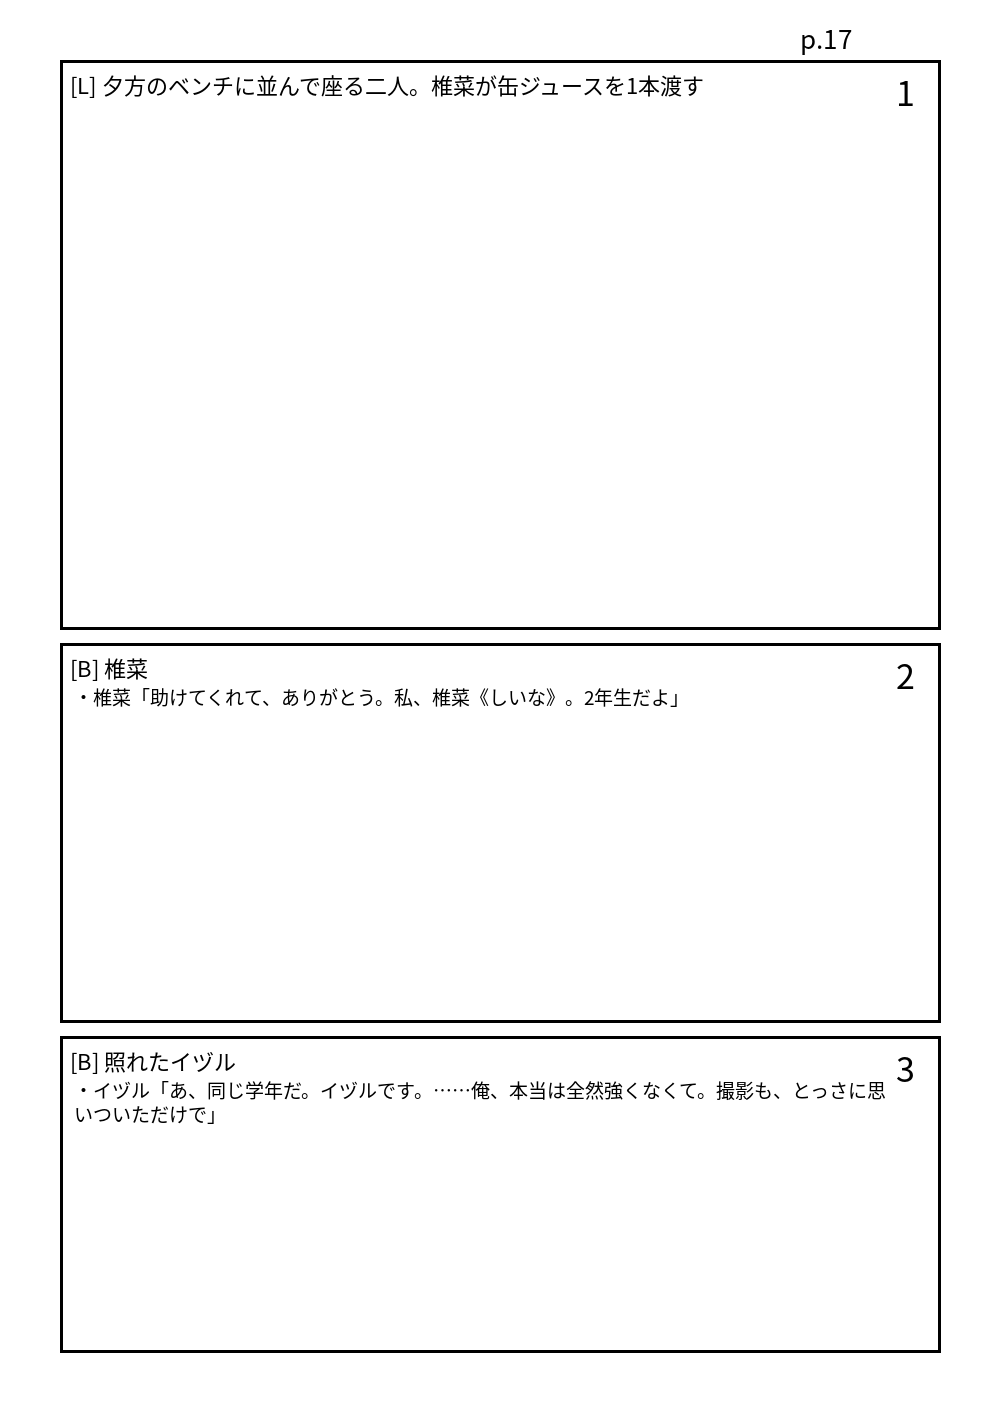 p.17
[L] 夕方のベンチに並んで座る二人。椎菜が缶ジュースを1本渡す
1
[B] 椎菜
2
・椎菜「助けてくれて、ありがとう。私、椎菜《しいな》。2年生だよ」
[B] 照れたイヅル
3
・イヅル「あ、同じ学年だ。イヅルです。……俺、本当は全然強くなくて。撮影も、とっさに思
いついただけで」